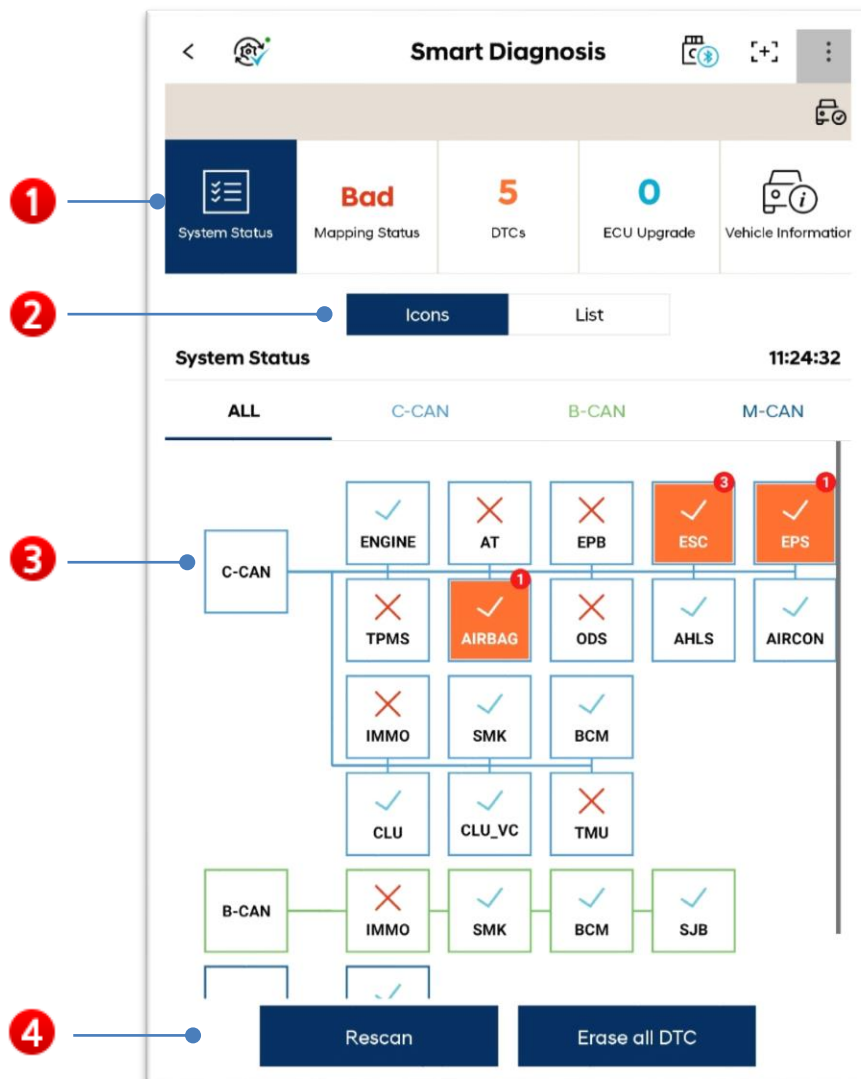 Smart Diagnosis
C
[+]
1
Bad
5
0
i
System Status
Mapping Status
DTCs
ECU Upgrade
Vehicle Information
2
Icons
List
System Status
11:24:32
ALL
C-CAN
B-CAN
M-CAN
3
1
ENGINE
AT
EPB
ESC
EPS
3
C-CAN
1
TPMS
AIRBAG
ODS
AHLS
AIRCON
IMMO
SMK
BCM
CLU
CLU_VC
TMU
B-CAN
IMMO
SMK
BCM
SJB
4
Rescan
Erase all DTC